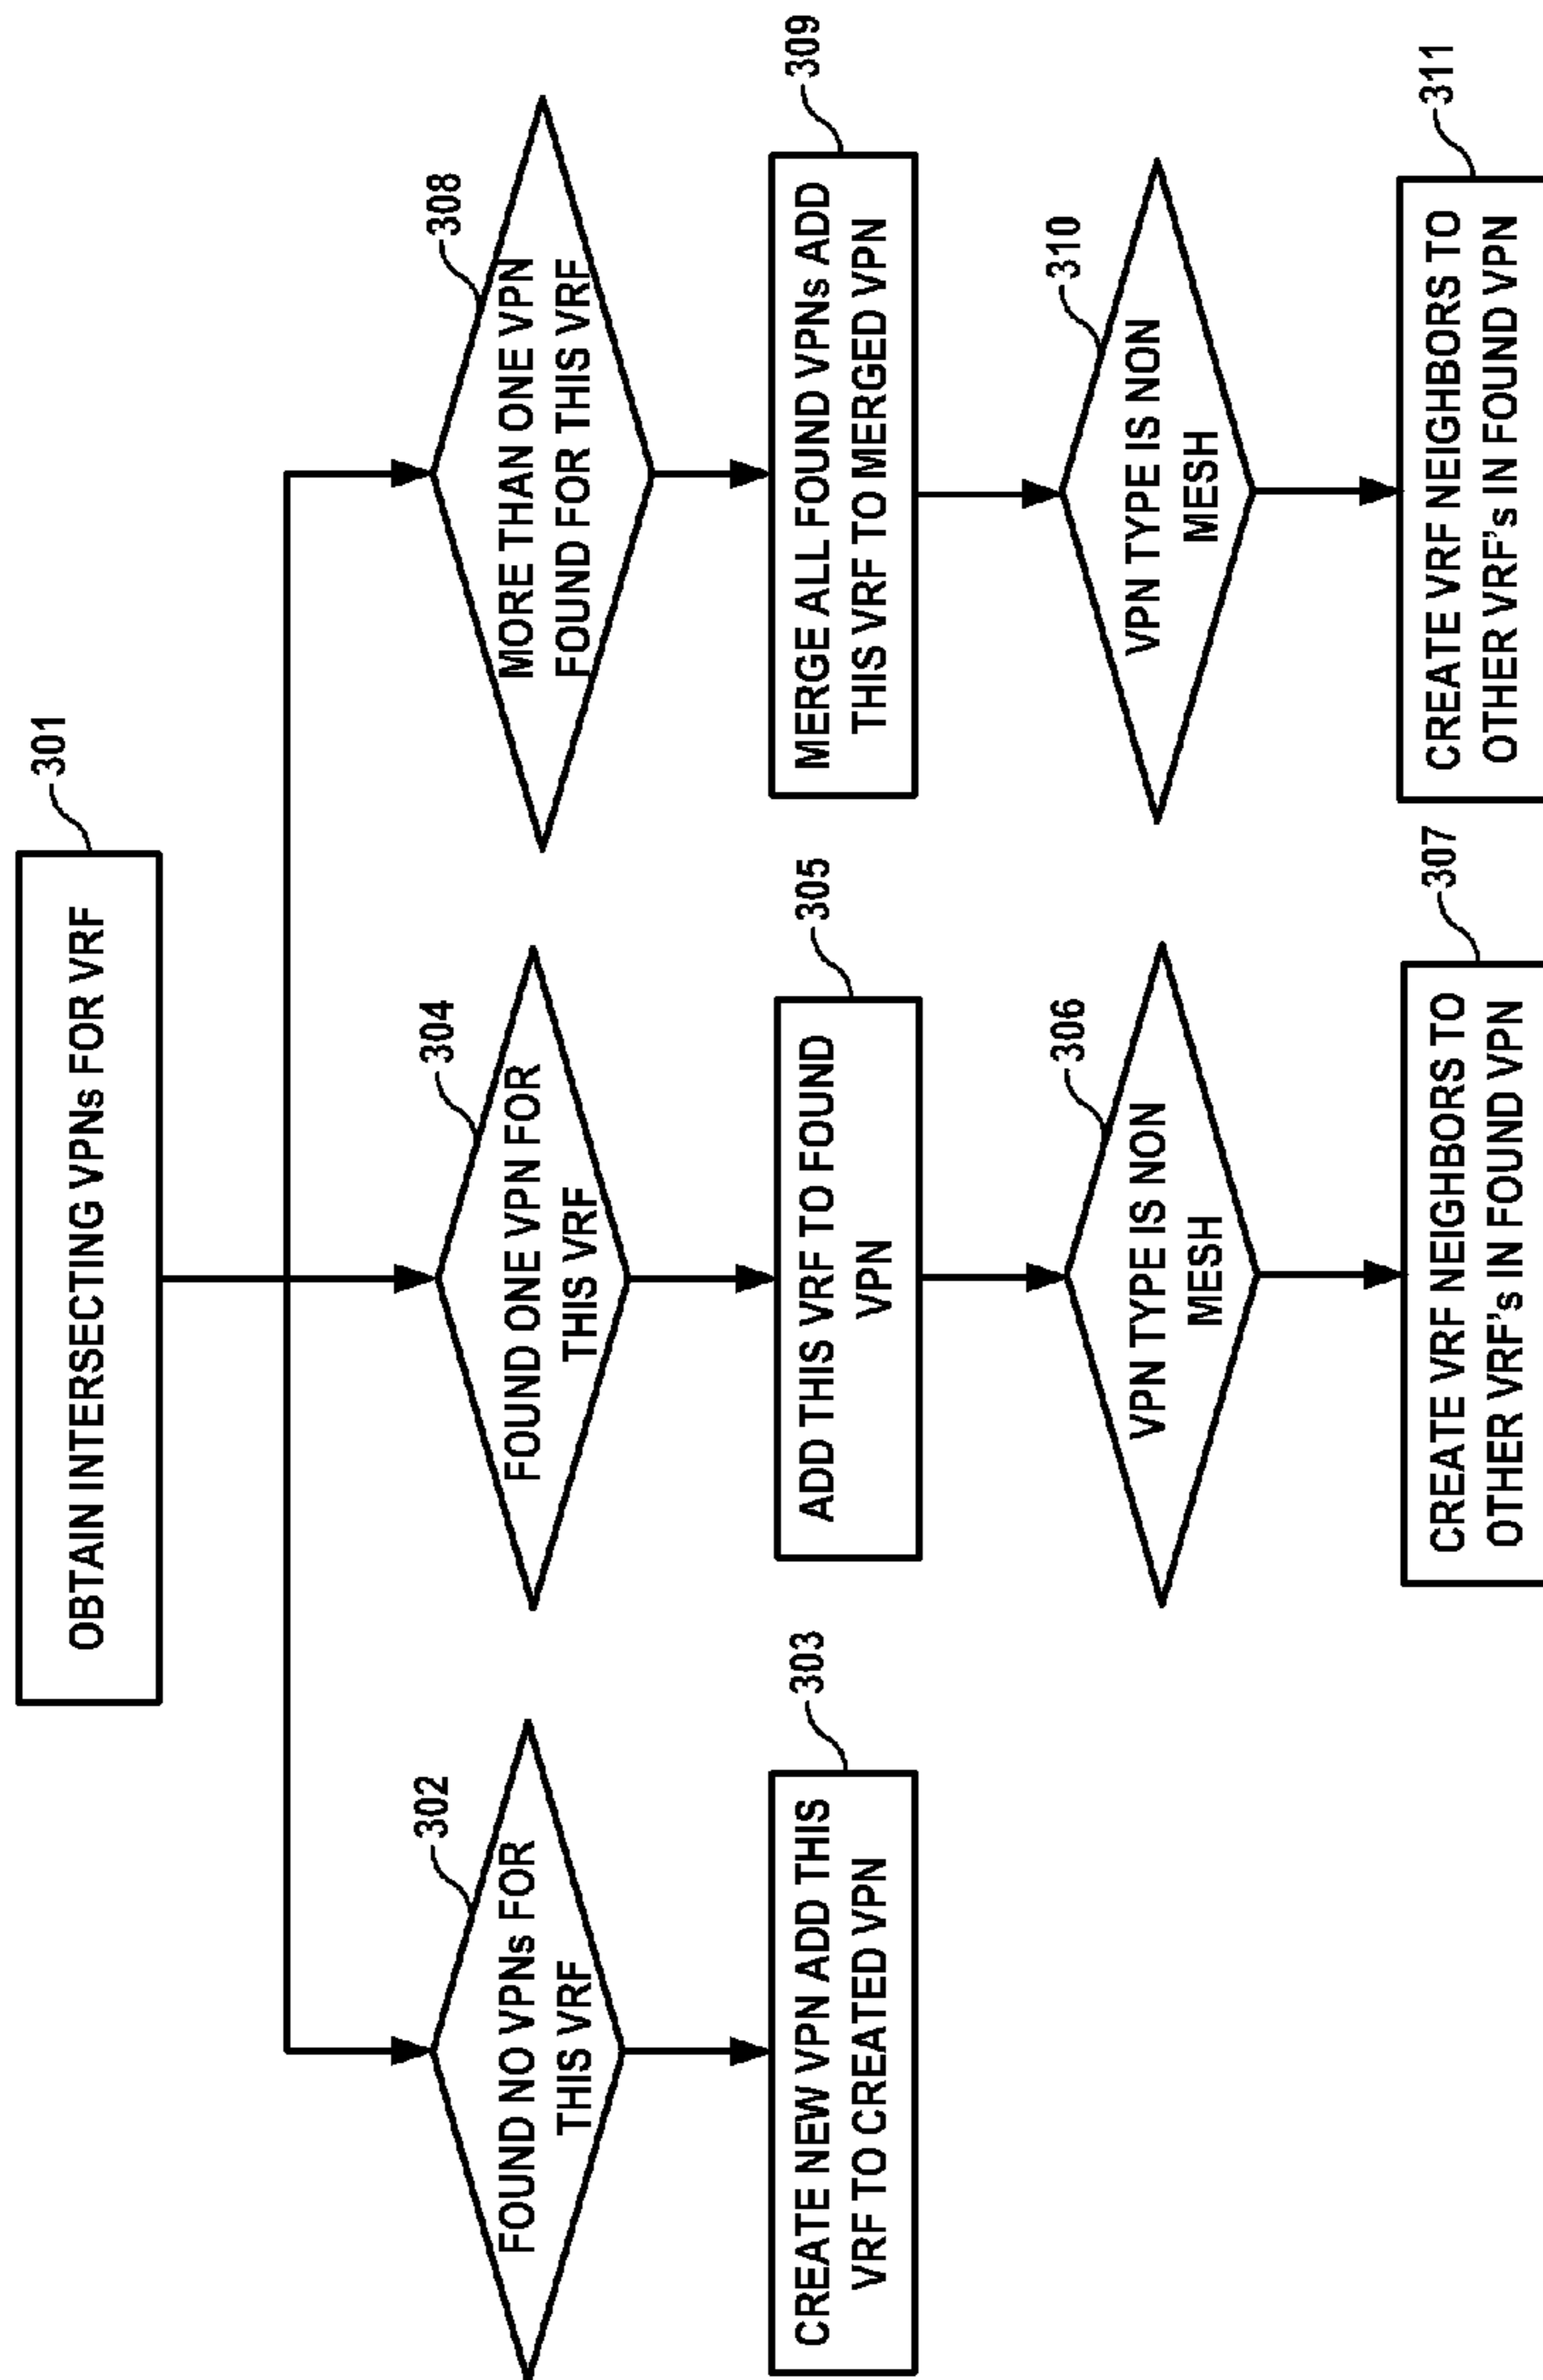 301
OBTAIN INTERSECTING VPNs FOR VRF
302
FOUND NO VPNs FOR
THIS VRF
303
CREATE NEW VPN ADD THIS
VRF TO CREATED VPN
304
FOUND ONE VPN FOR
THIS VRF
305
ADD THIS VRF TO FOUND
VPN
306
VPN TYPE IS NON
MESH
307
CREATE VRF NEIGHBORS TO
OTHER VRF's IN FOUND VPN
308
MORE THAN ONE VPN
FOUND FOR THIS VRF
309
MERGE ALL FOUND VPNs ADD
THIS VRF TO MERGED VPN
310
VPN TYPE IS NON
MESH
311
CREATE VRF NEIGHBORS TO
OTHER VRF's IN FOUND VPN